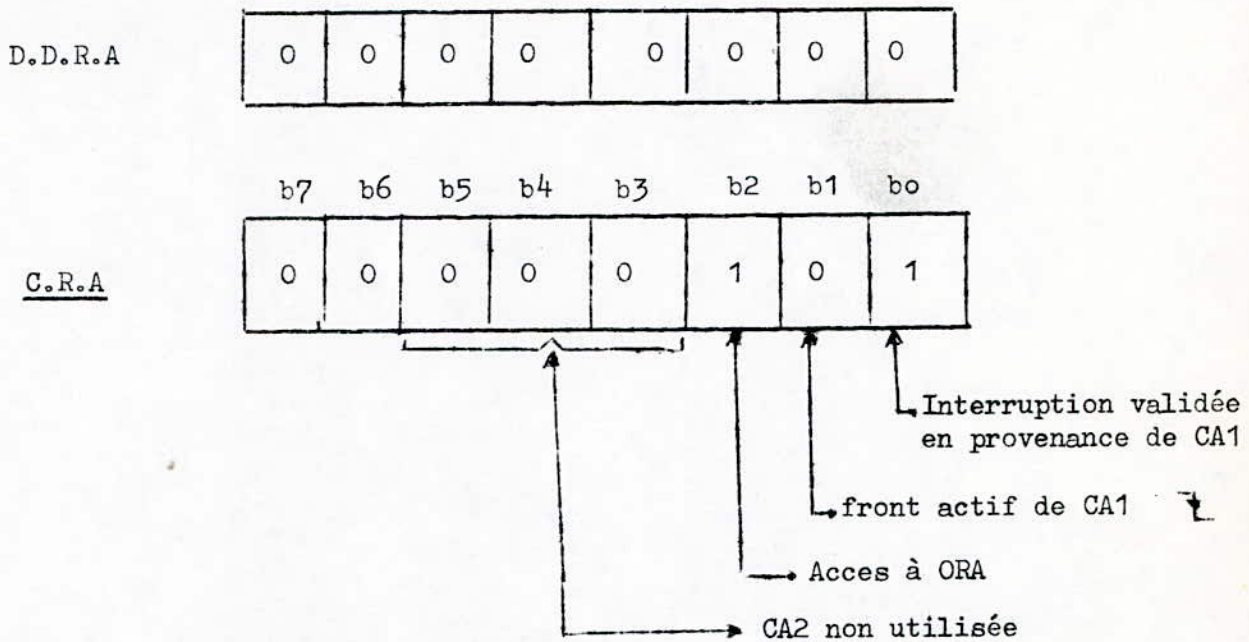 D.D.R.A 0 0 0 0 0 0 0 0
b7 b6 b5 b4 b3 b2 b1 bo
C.R.A 0 0 0 0 0 1 0 1
Interruption validée
en provenance de CA1
front actif de CA1
Acces à ORA
CA2 non utilisée